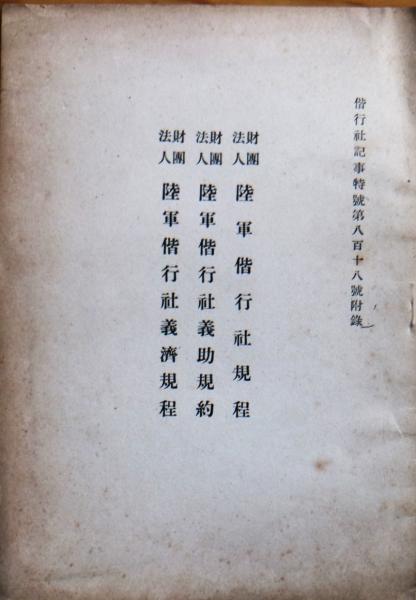 偕行社記事特號第八百十八號附錄
財團法人 陸軍偕行社規程
財團法人 陸軍偕行社義助規約
財團法人 陸軍偕行社義濟規程